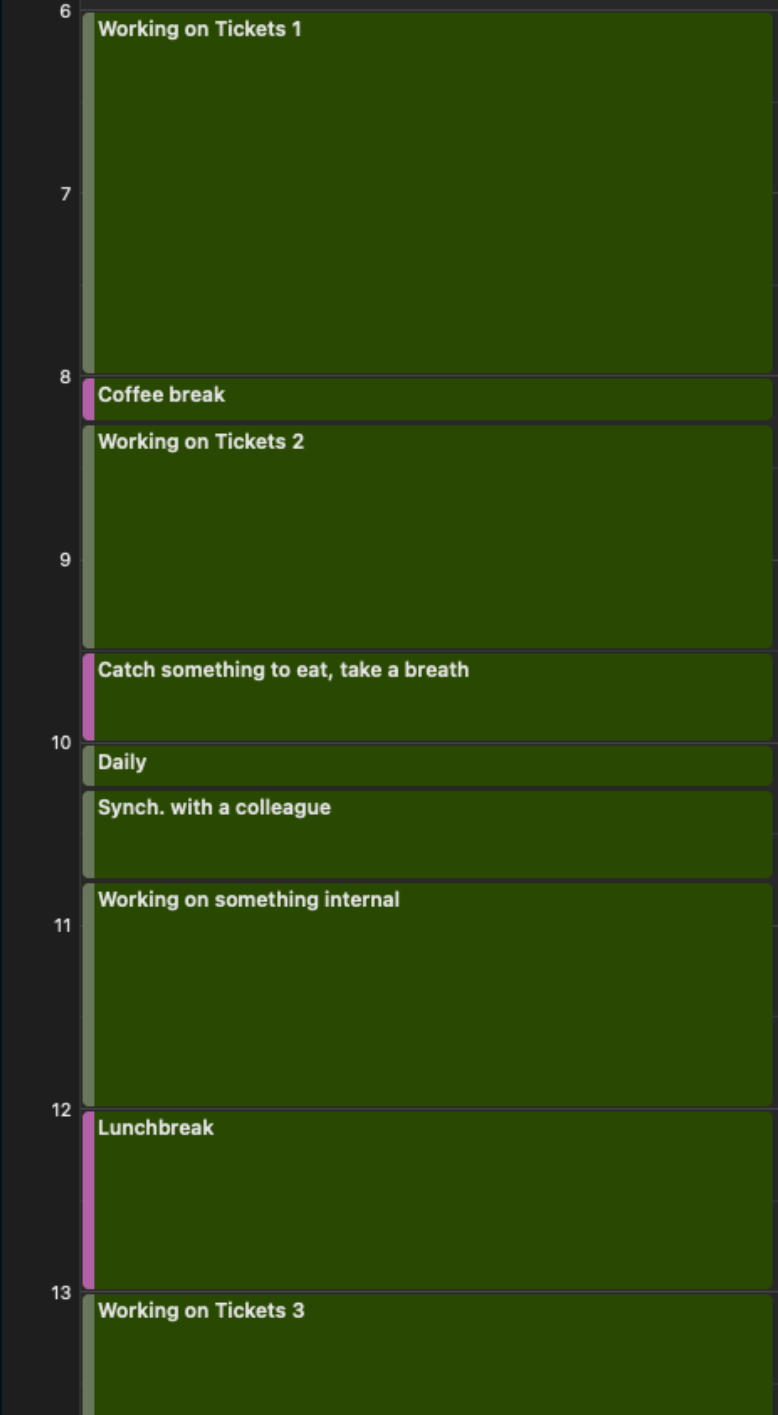 6
Working on Tickets 1
7
8
Coffee break
Working on Tickets 2
9
Catch something to eat, take a breath
10
Daily
Synch. with a colleague
Working on something internal
11
12
Lunchbreak
13
Working on Tickets 3